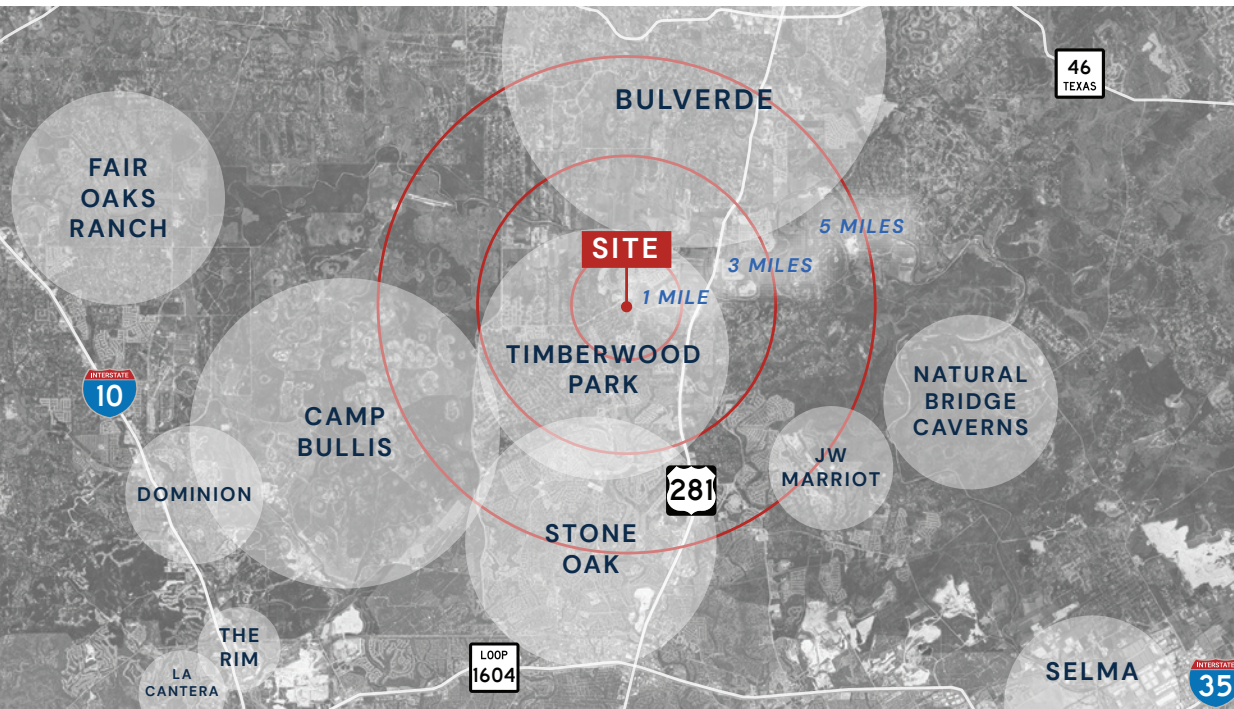 46
TEXAS
BULVERDE
FAIR
OAKS
RANCH
5 MILES
SITE
3 MILES
1 MILE
TIMBERWOOD
PARK
INTERSTATE
10
NATURAL
BRIDGE
CAVERNS
CAMP
BULLIS
JW
MARRIOT
DOMINION
281
STONE
OAK
THE
RIM
LOOP
1604
LA
CANTERA
SELMA
INTERSTATE
35